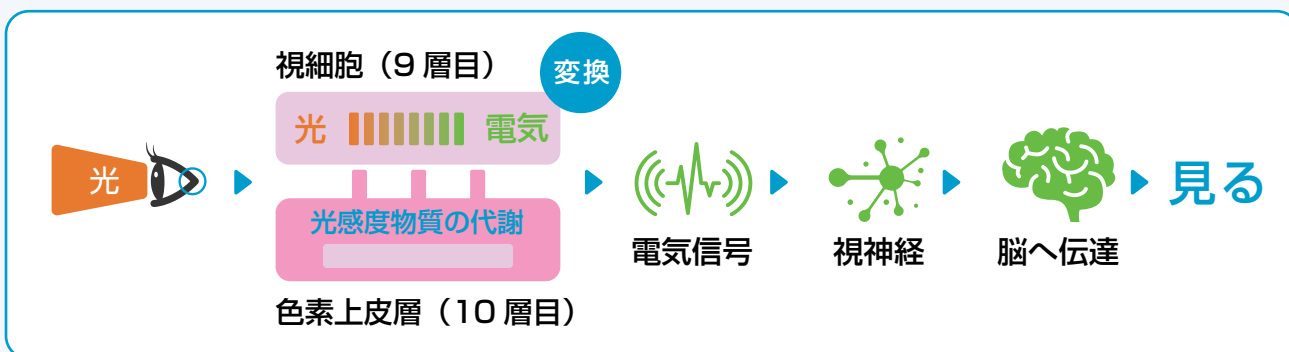 視細胞（9 層目）
変換
光 電気
光
光感度物質の代謝
色素上皮層（10 層目）
電気信号
視神経
脳へ伝達
見る